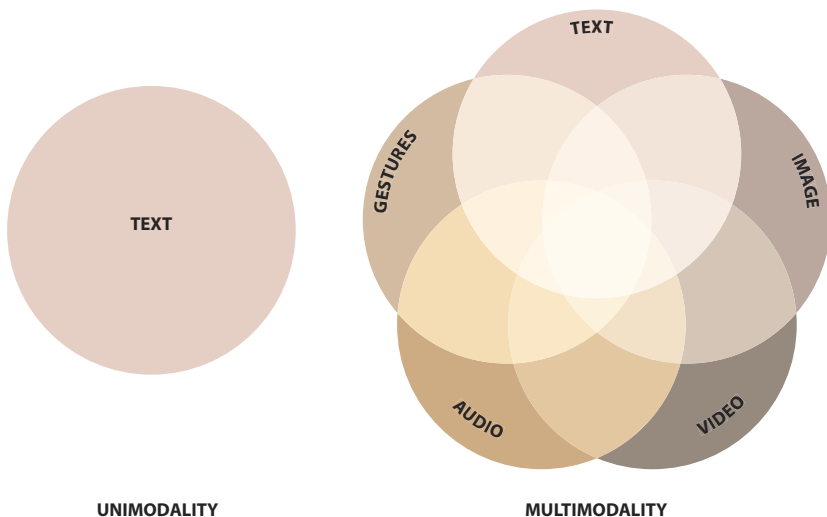 TEXT
UNIMODALITY
TEXT
GESTURES
IMAGE
AUDIO
VIDEO
MULTIMODALITY